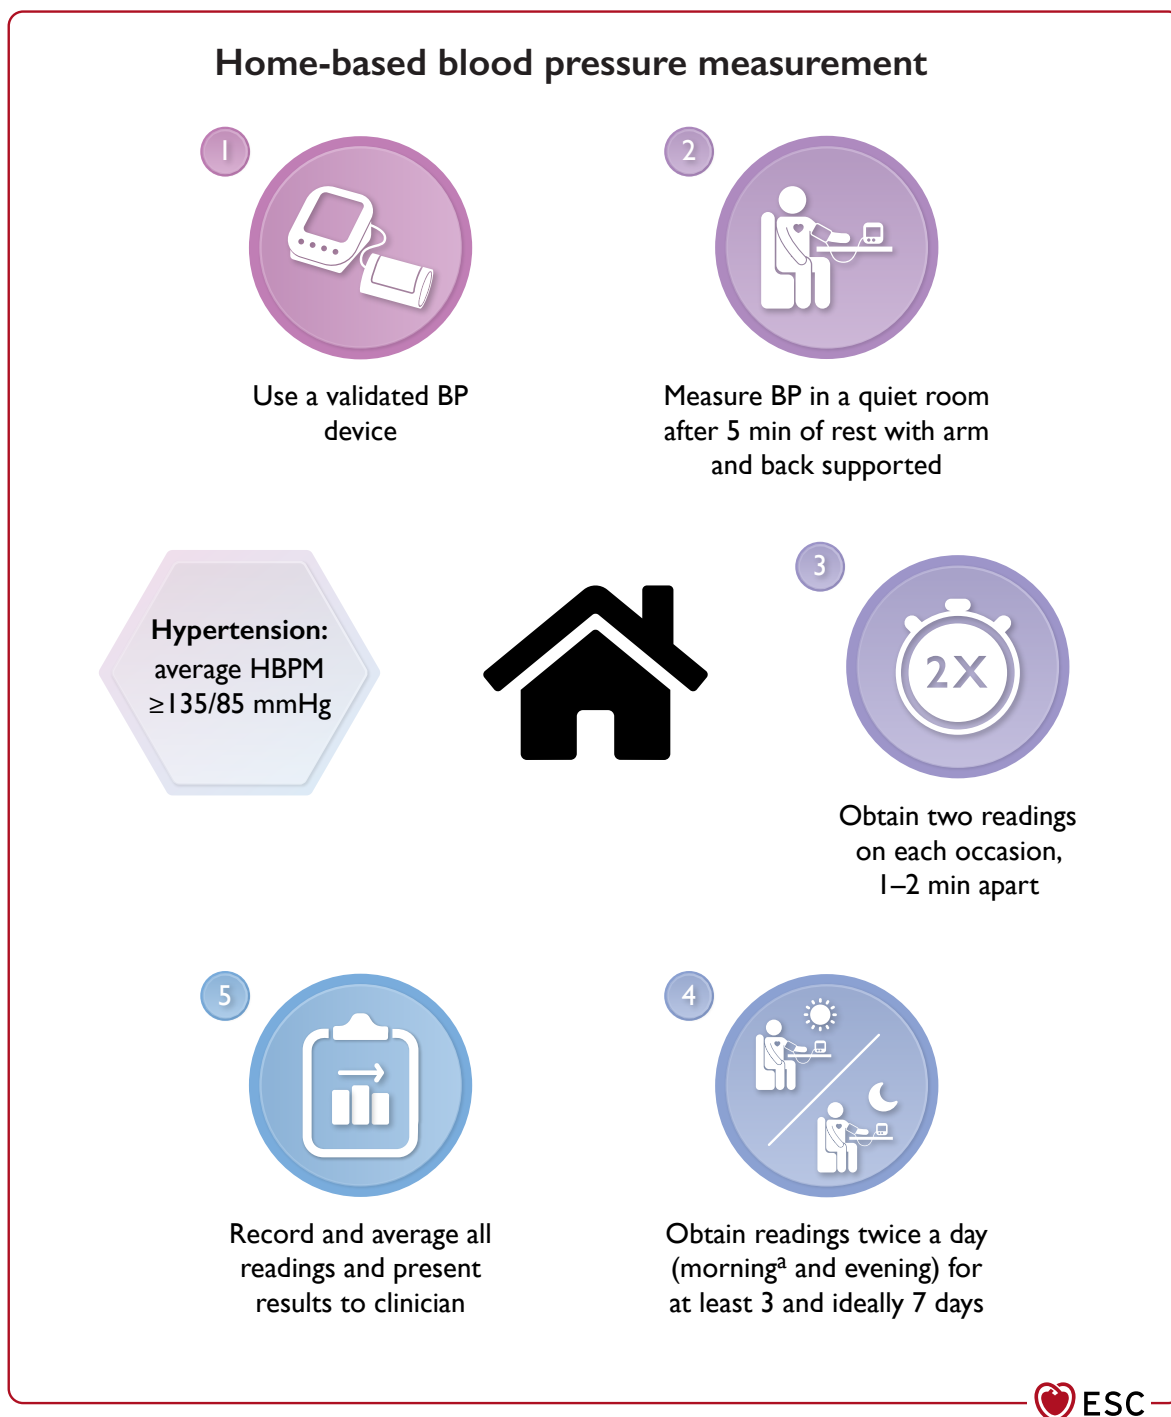 Home-based blood pressure measurement
1
Use a validated BP
device
2
Measure BP in a quiet room
after 5 min of rest with arm
and back supported
3
2X
Obtain two readings
on each occasion,
1–2 min apart
4
Obtain readings twice a day
(morningᵃ and evening) for
at least 3 and ideally 7 days
5
Record and average all
readings and present
results to clinician
Hypertension:
average HBPM
≥135/85 mmHg
ESC